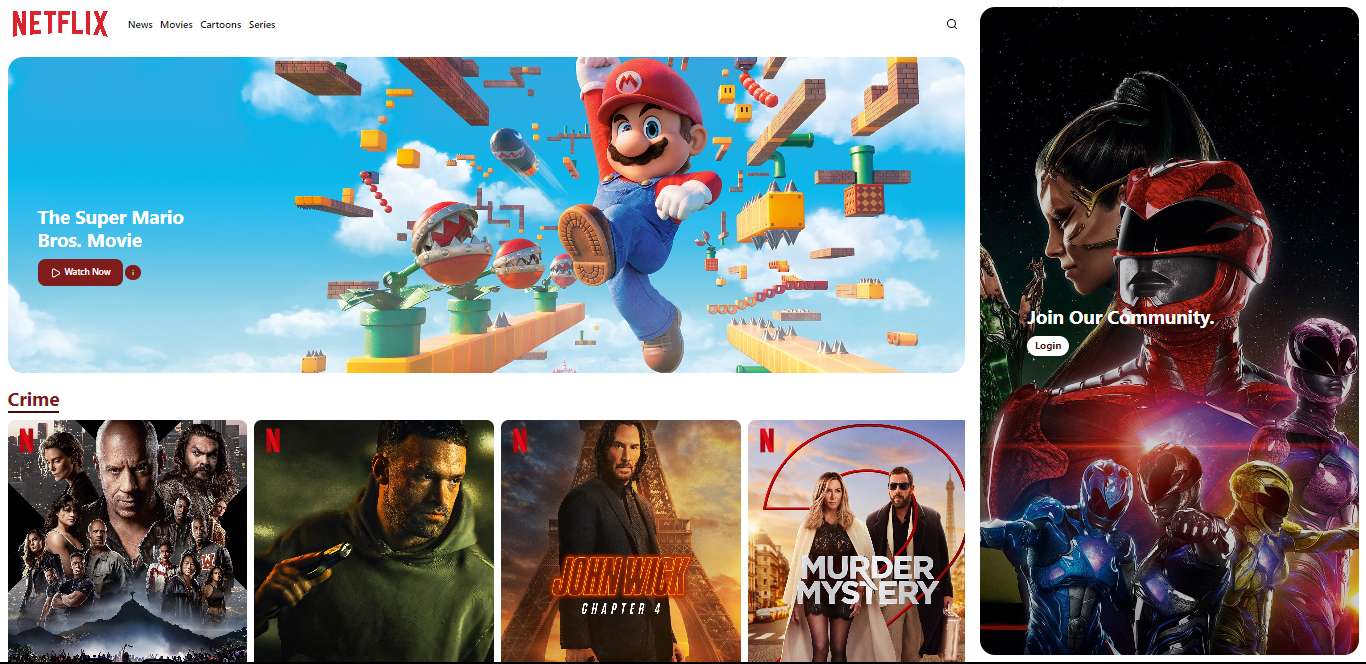 NETFLIX
News Movies Cartoons Series
M
The Super Mario
Bros. Movie
Watch Now
Join Our Community.
Login
Crime
N
N
N
JOHN WICK
CHAPTER 4
N
MURDER
MYSTERY